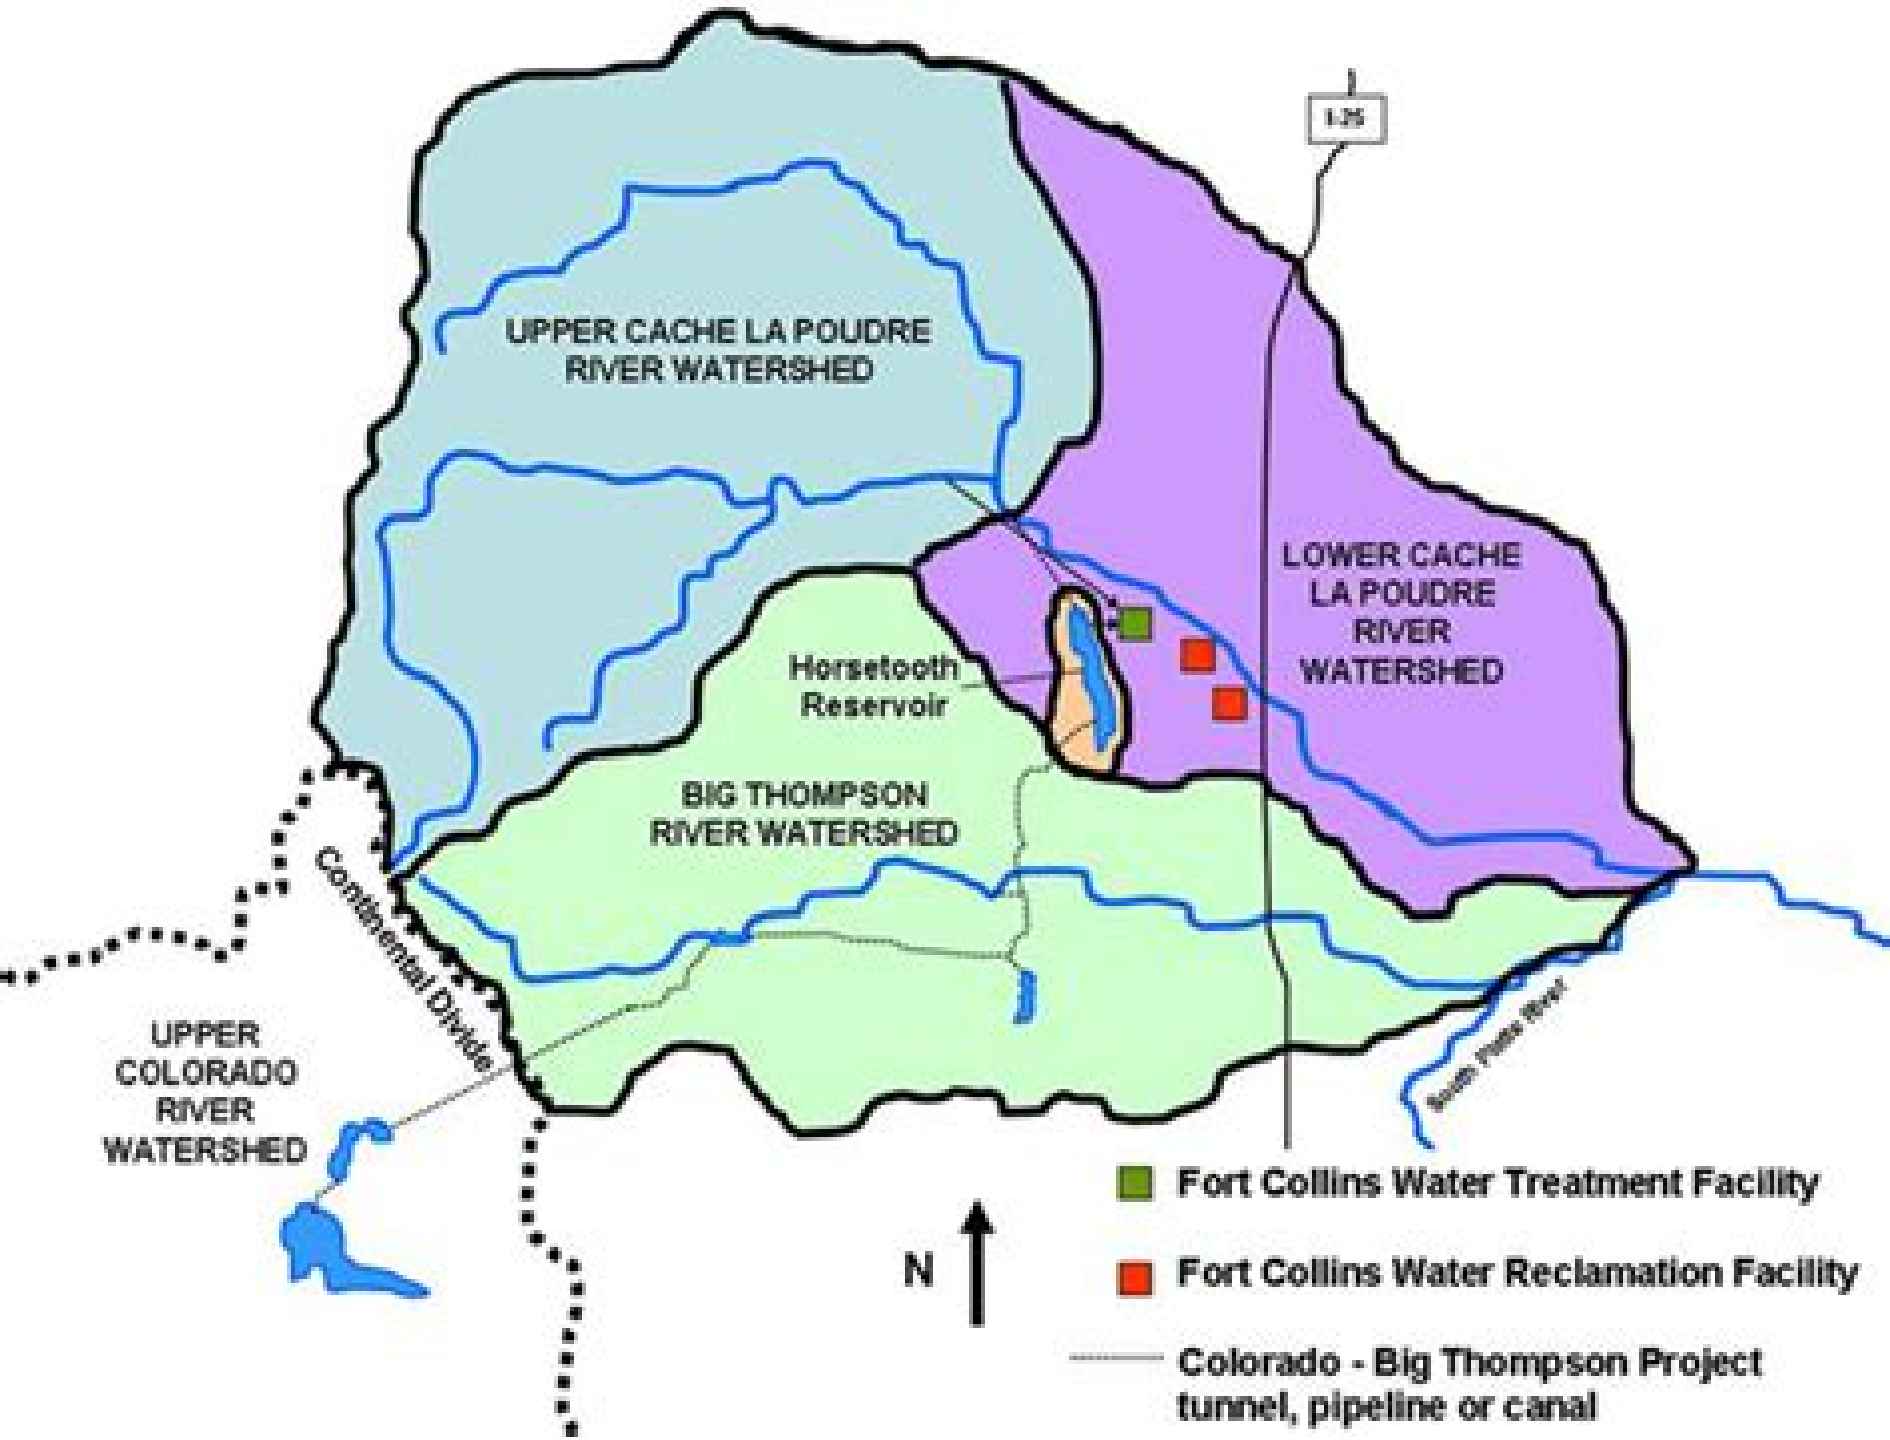 I-25
UPPER CACHE LA POUDRE
RIVER WATERSHED
LOWER CACHE
LA POUDRE
RIVER
WATERSHED
Horsetooth
Reservoir
BIG THOMPSON
RIVER WATERSHED
Continental Divide
UPPER
COLORADO
RIVER
WATERSHED
South Platte River
N
Fort Collins Water Treatment Facility
Fort Collins Water Reclamation Facility
Colorado - Big Thompson Project
tunnel, pipeline or canal